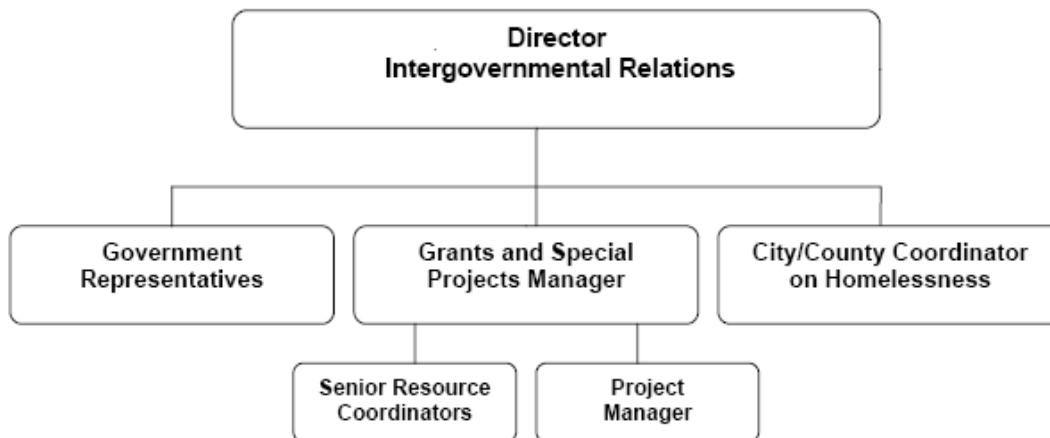 Director
Intergovernmental Relations
Government
Representatives
Grants and Special
Projects Manager
City/County Coordinator
on Homelessness
Senior Resource
Coordinators
Project
Manager